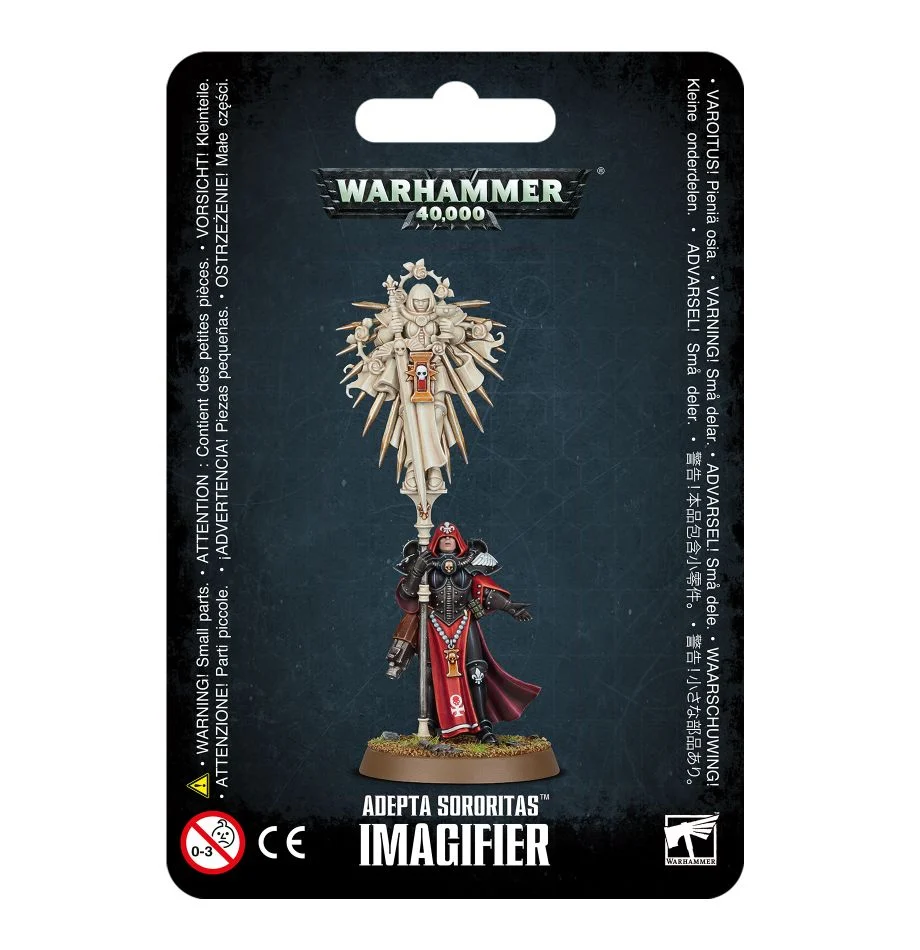 WARHAMMER®
40,000
• WARNING! Small parts. • ATTENTION : Contient des petites pièces. • VORSICHT! Kleinteile.
• ATTENZIONE! Parti piccole. • ¡ADVERTENCIA! Piezas pequeñas. • OSTRZEŻENIE! Małe części.
• VAROITUS! Pieniä osia. • VARNING! Små delar. • ADVARSEL! Små dele. • WAARSCHUWING!
Kleine onderdelen. • ADVARSEL! Små deler. • 警告！本品包含小零件。 • 警告！小さな部品あり。
ADEPTA SORORITAS™
IMAGIFIER
0-3
CE
WARHAMMER